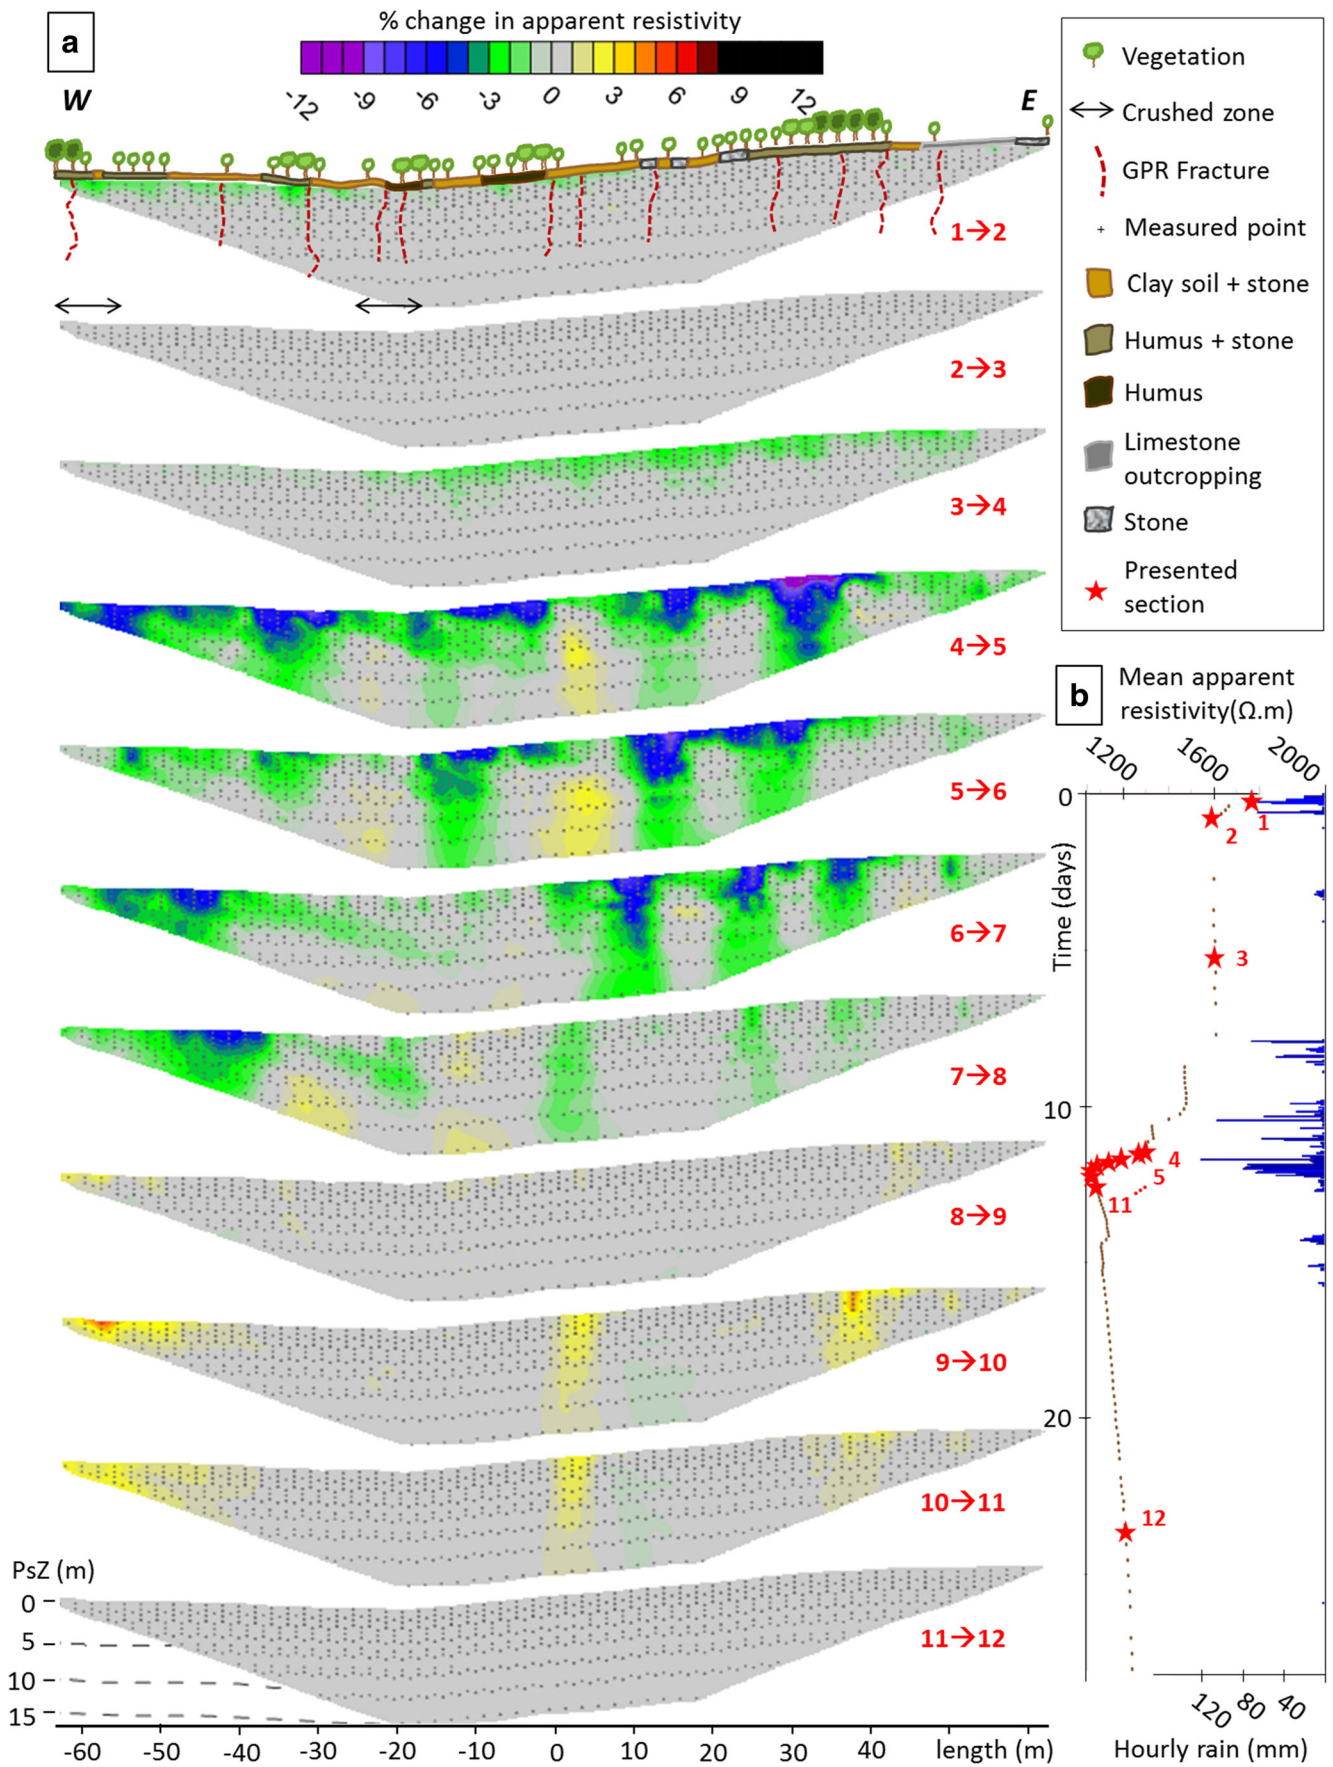 a
% change in apparent resistivity
-12 -9 -6 -3 0 3 6 9 12
W
E
1→2
2→3
3→4
4→5
5→6
6→7
7→8
8→9
9→10
10→11
11→12
PsZ (m)
0
5
10
15
-60 -50 -40 -30 -20 -10 0 10 20 30 40 length (m)
Vegetation
Crushed zone
GPR Fracture
Measured point
Clay soil + stone
Humus + stone
Humus
Limestone
outcropping
Stone
Presented
section
b
Mean apparent
resistivity(Ω.m)
1200 1600 2000
Time (days)
0
10
20
1
2
3
4
5
11
12
120 80 40
Hourly rain (mm)